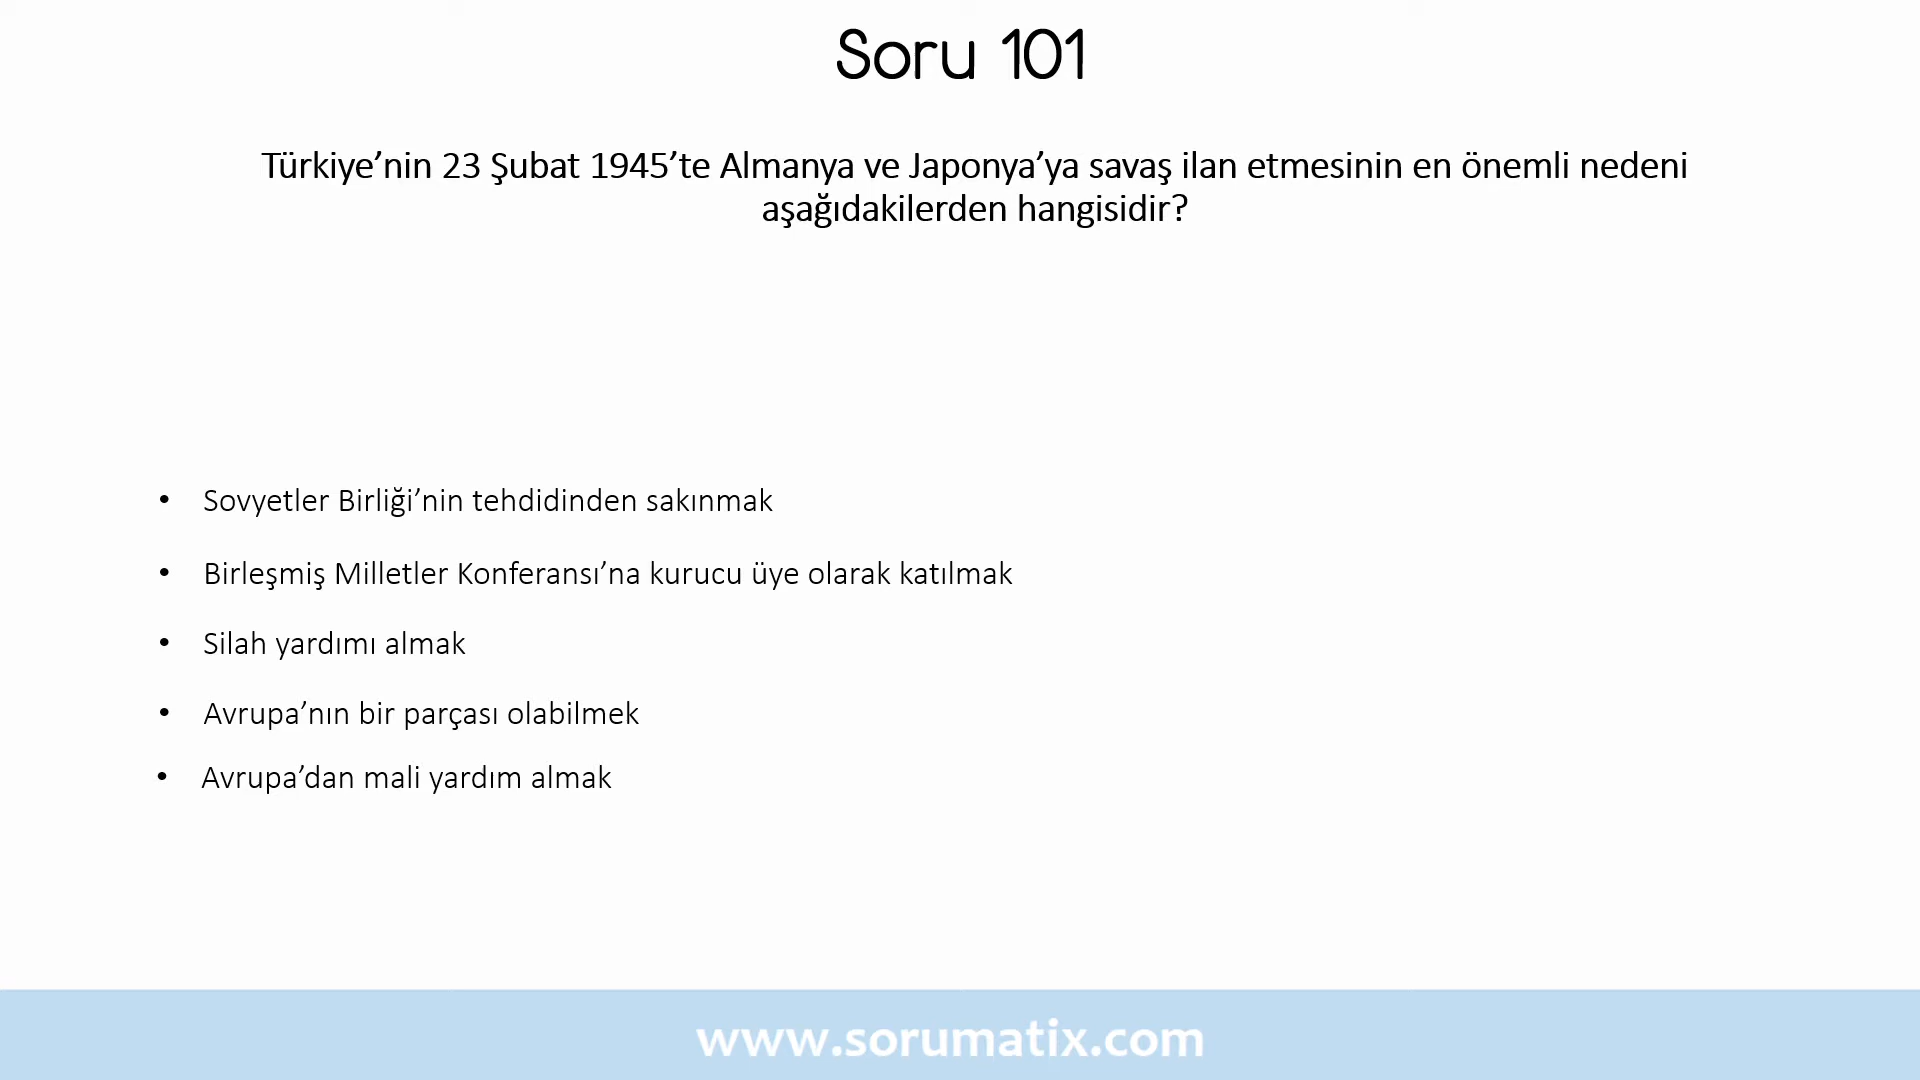 Soru 101
Türkiye’nin 23 Şubat 1945’te Almanya ve Japonya’ya savaş ilan etmesinin en önemli nedeni
aşağıdakilerden hangisidir?
• Sovyetler Birliği’nin tehdidinden sakınmak
• Birleşmiş Milletler Konferansı’na kurucu üye olarak katılmak
• Silah yardımı almak
• Avrupa’nın bir parçası olabilmek
• Avrupa’dan mali yardım almak
www.sorumatix.com